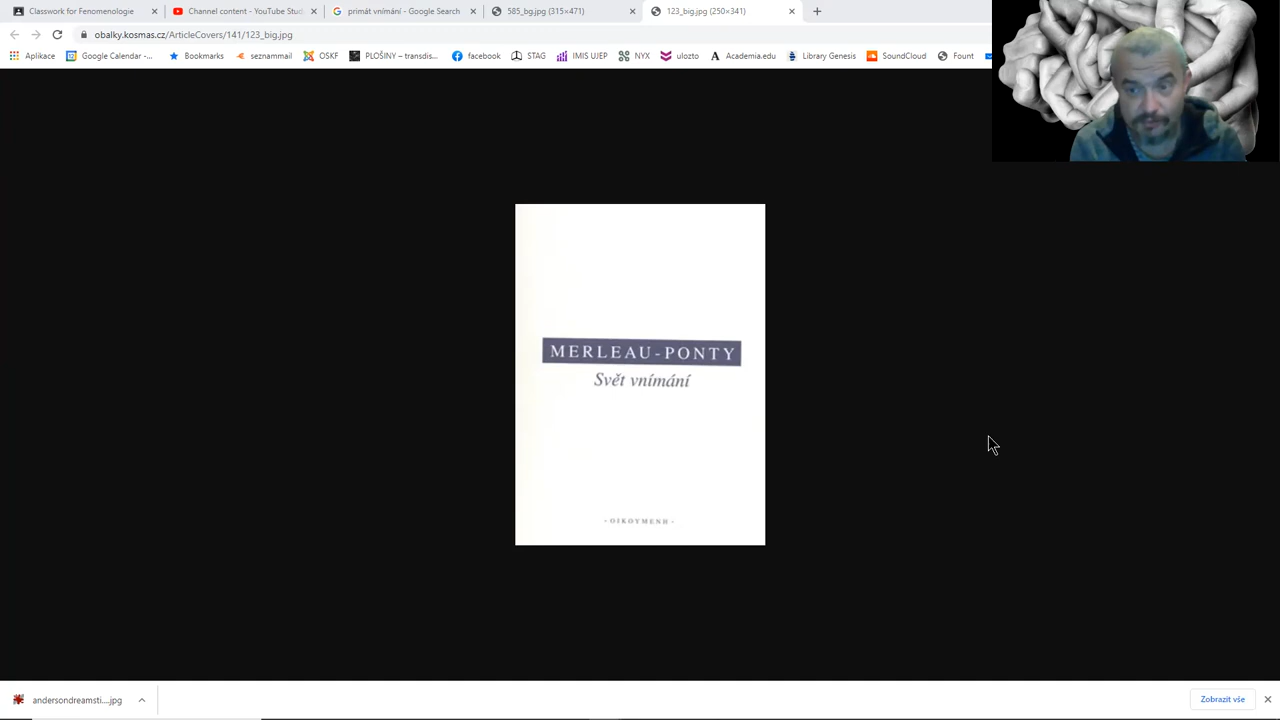 Classwork for Fenomenologie
Channel content - YouTube Stud
primát vnímání - Google Search
585_bg.jpg (315×471)
123_big.jpg (250×341)
obalky.kosmas.cz/ArticleCovers/141/123_big.jpg
Aplikace
Google Calendar -...
Bookmarks
seznammail
OSKF
PLOŠINY – transdis...
facebook
STAG
IMIS UJEP
NYX
ulozto
Academia.edu
Library Genesis
SoundCloud
Fount
MERLEAU-PONTY
Svět vnímání
· OIKOYMENH ·
andersondreamsti....jpg
Zobrazit vše